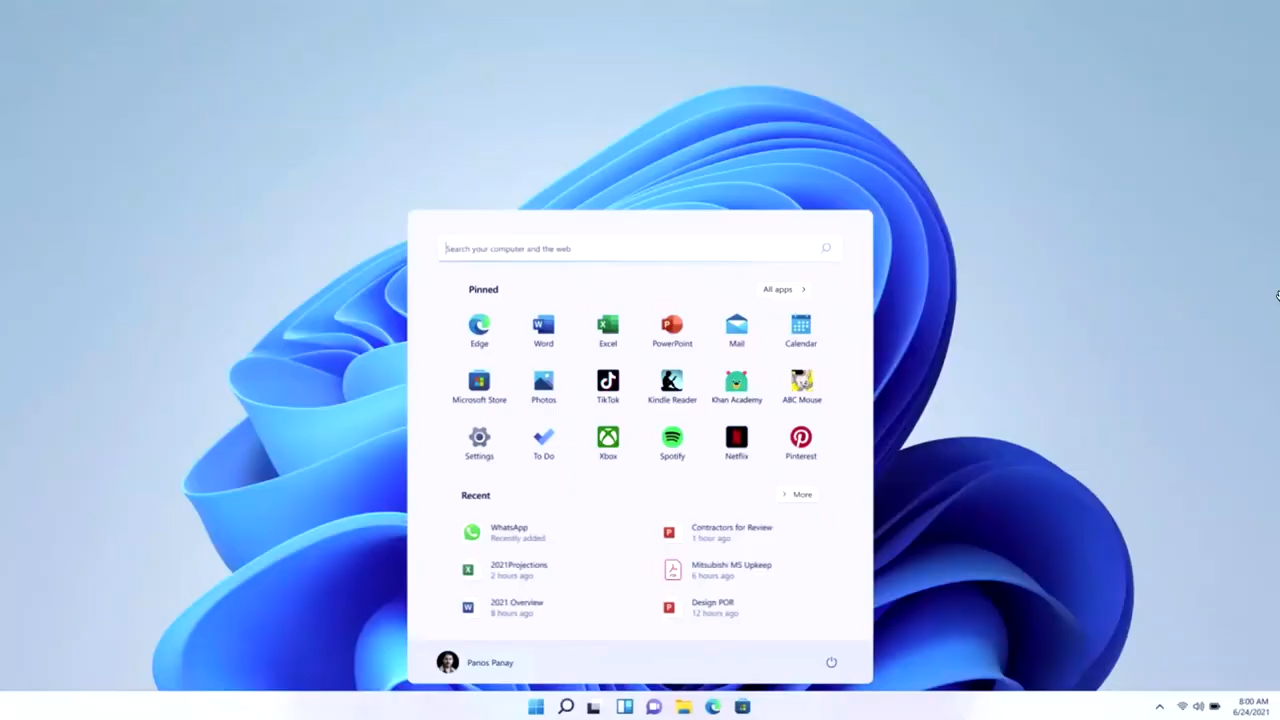 Search your computer and the web
Pinned
All apps
Edge
Word
Excel
PowerPoint
Mail
Calendar
Microsoft Store
Photos
TikTok
Kindle Reader
Khan Academy
ABC Mouse
Settings
To Do
Xbox
Spotify
Netflix
Pinterest
Recent
More
WhatsApp
Recently added
Contractors for Review
1 hour ago
2021Projections
2 hours ago
Mitsubishi MS Upkeep
6 hours ago
2021 Overview
8 hours ago
Design POR
12 hours ago
Panos Panay
8:00 AM
6/24/2021